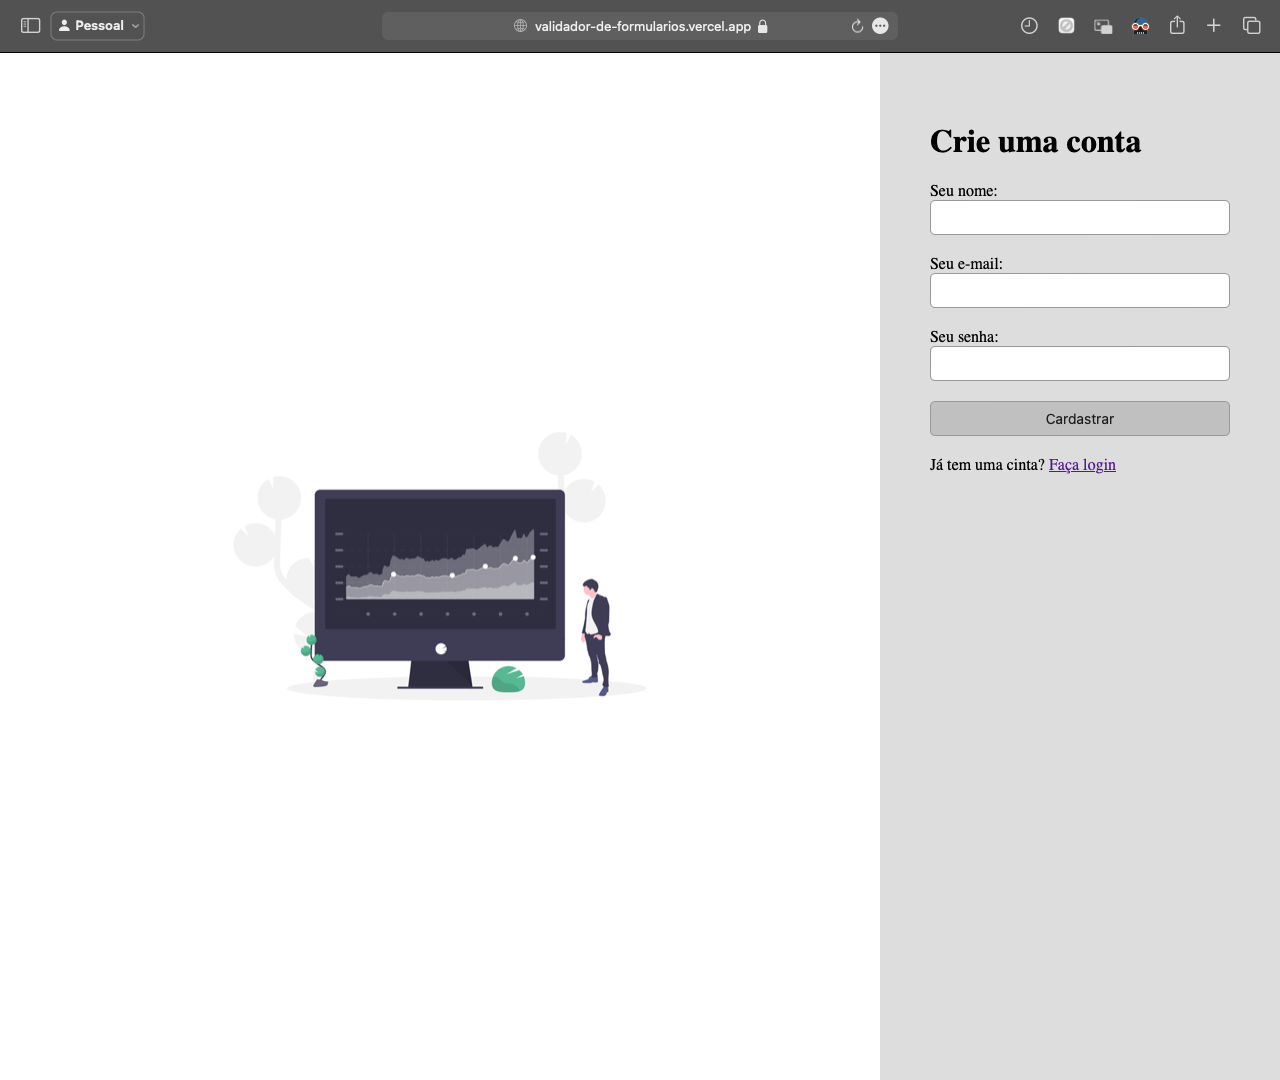 Pessoal
validador-de-formularios.vercel.app
Crie uma conta
Seu nome:
Seu e-mail:
Seu senha:
Cardastrar
Já tem uma cinta? Faça login